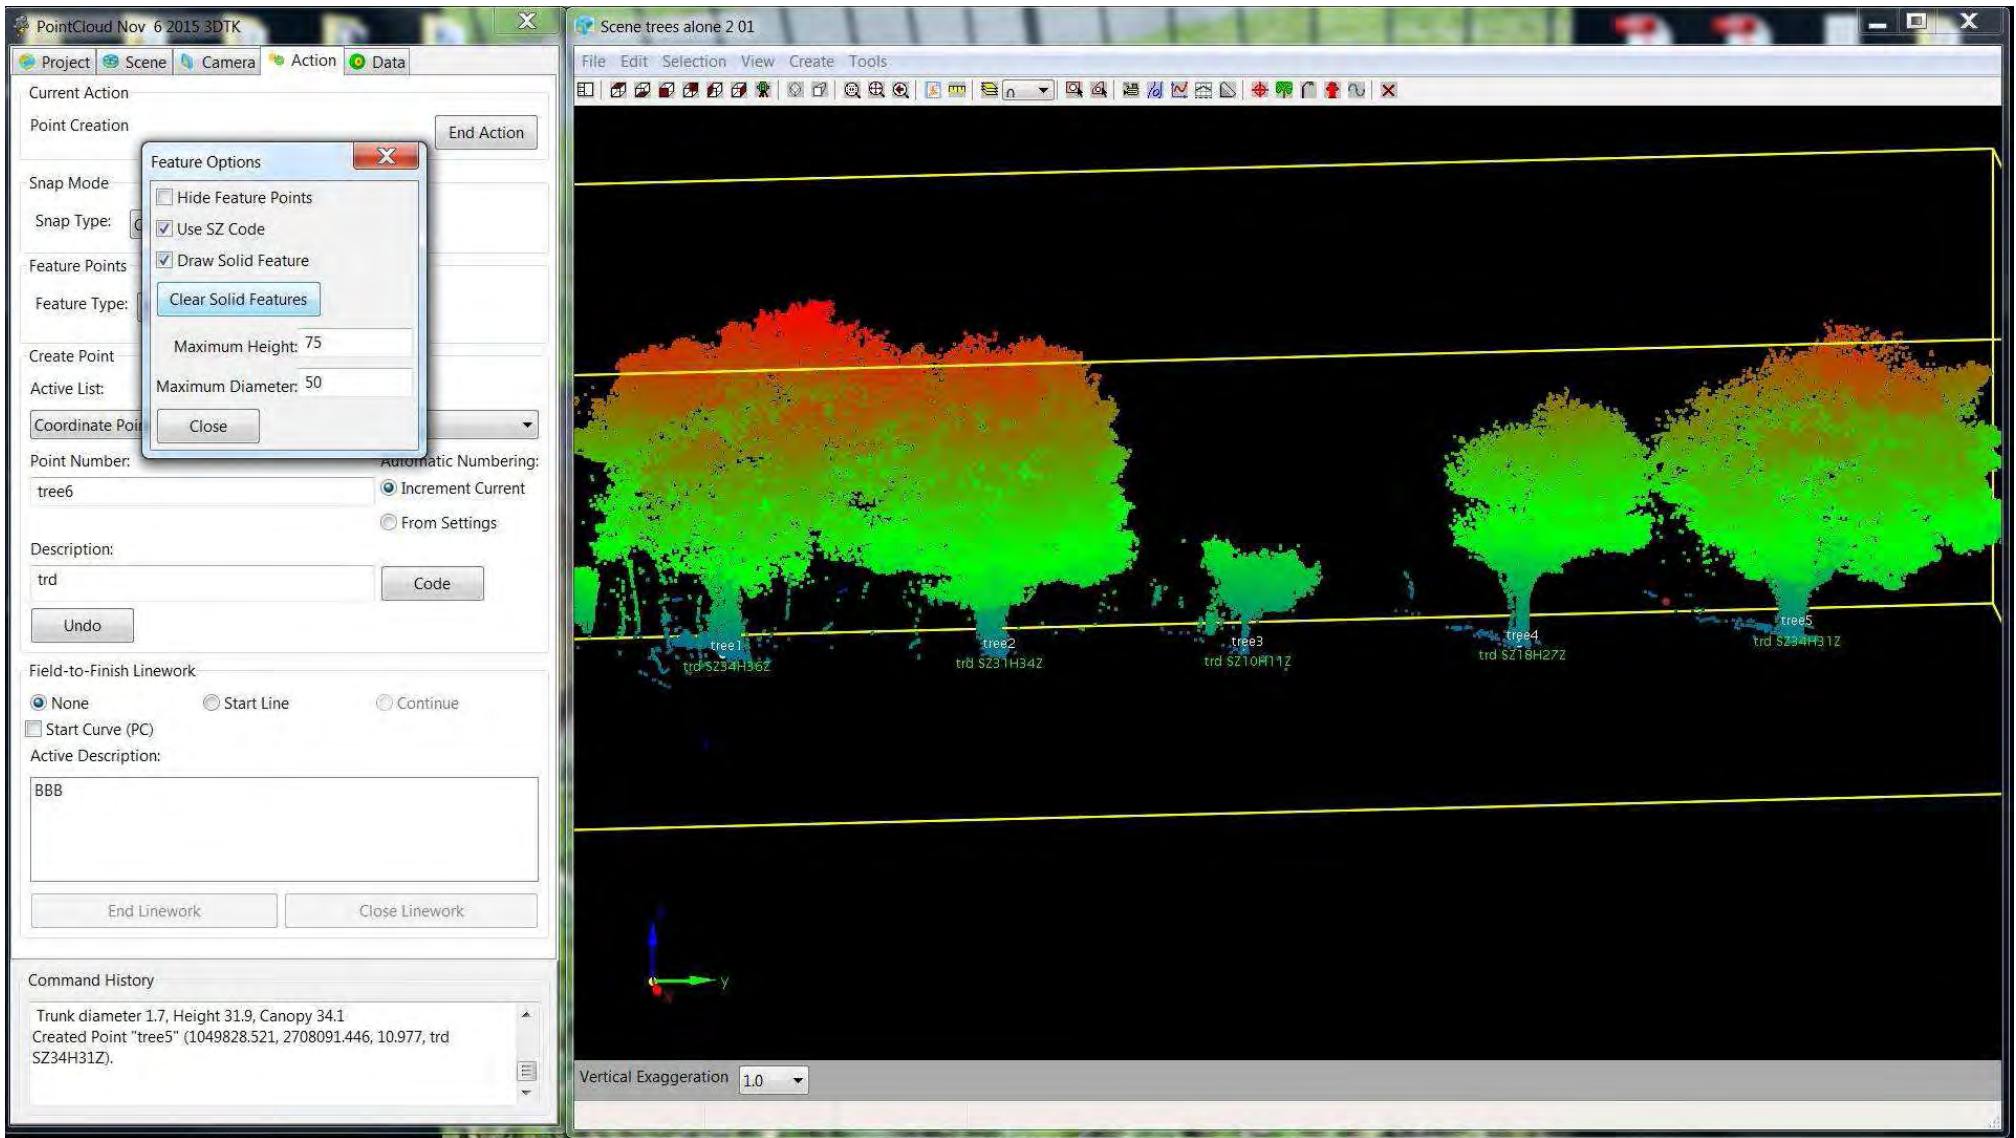 PointCloud Nov 6 2015 3DTK
Project Scene Camera Action Data
Current Action
Point Creation
End Action
Feature Options
Hide Feature Points
Use SZ Code
Draw Solid Feature
Clear Solid Features
Maximum Height: 75
Maximum Diameter: 50
Close
Snap Mode
Snap Type:
Feature Points
Feature Type:
Create Point
Active List:
Coordinate Poi
Point Number:
Automatic Numbering:
tree6
Increment Current
From Settings
Description:
trd
Code
Undo
Field-to-Finish Linework
None Start Line Continue
Start Curve (PC)
Active Description:
BBB
End Linework Close Linework
Command History
Trunk diameter 1.7, Height 31.9, Canopy 34.1
Created Point "tree5" (1049828.521, 2708091.446, 10.977, trd
SZ34H31Z).
Scene trees alone 2 01
File Edit Selection View Create Tools
tree1
trd SZ34H36Z
tree2
trd SZ31H34Z
tree3
trd SZ10H11Z
tree4
trd SZ18H27Z
tree5
trd SZ34H31Z
y
Vertical Exaggeration 1.0